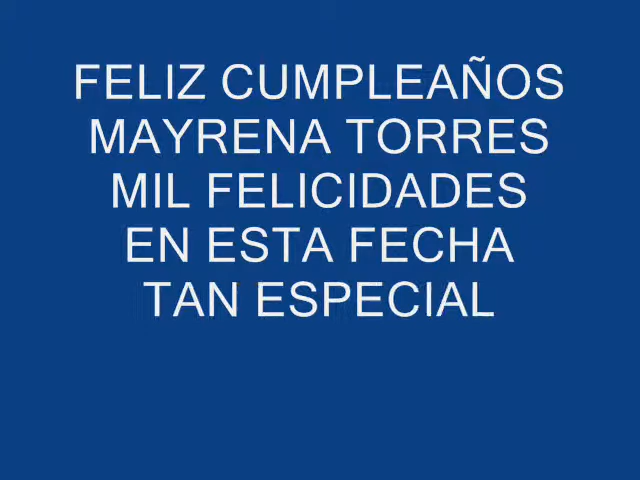 FELIZ CUMPLEAÑOS
MAYRENA TORRES
MIL FELICIDADES
EN ESTA FECHA
TAN ESPECIAL